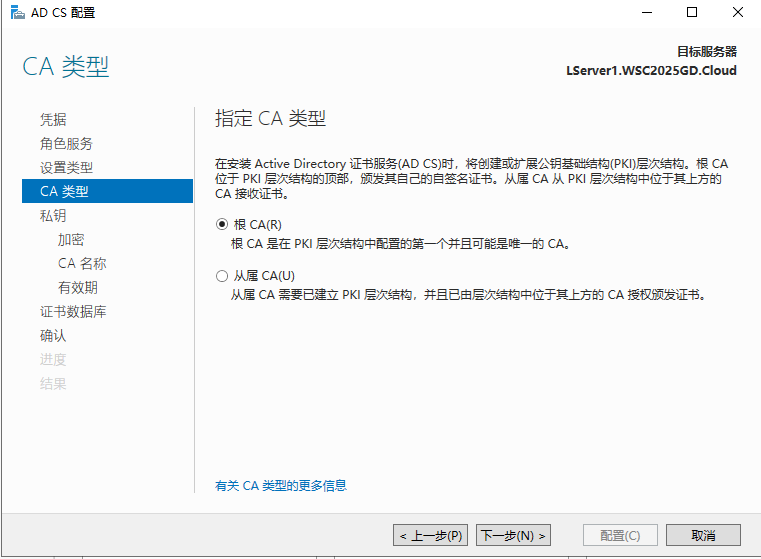 AD CS 配置
CA 类型
目标服务器
LServer1.WSC2025GD.Cloud
凭据
角色服务
设置类型
CA 类型
私钥
加密
CA 名称
有效期
证书数据库
确认
进度
结果
指定 CA 类型
在安装 Active Directory 证书服务(AD CS)时，将创建或扩展公钥基础结构(PKI)层次结构。根 CA
位于 PKI 层次结构的顶部，颁发其自己的自签名证书。从属 CA 从 PKI 层次结构中位于其上方的
CA 接收证书。
根 CA(R)
根 CA 是在 PKI 层次结构中配置的第一个并且可能是唯一的 CA。
从属 CA(U)
从属 CA 需要已建立 PKI 层次结构，并且已由层次结构中位于其上方的 CA 授权颁发证书。
有关 CA 类型的更多信息
< 上一步(P)
下一步(N) >
配置(C)
取消